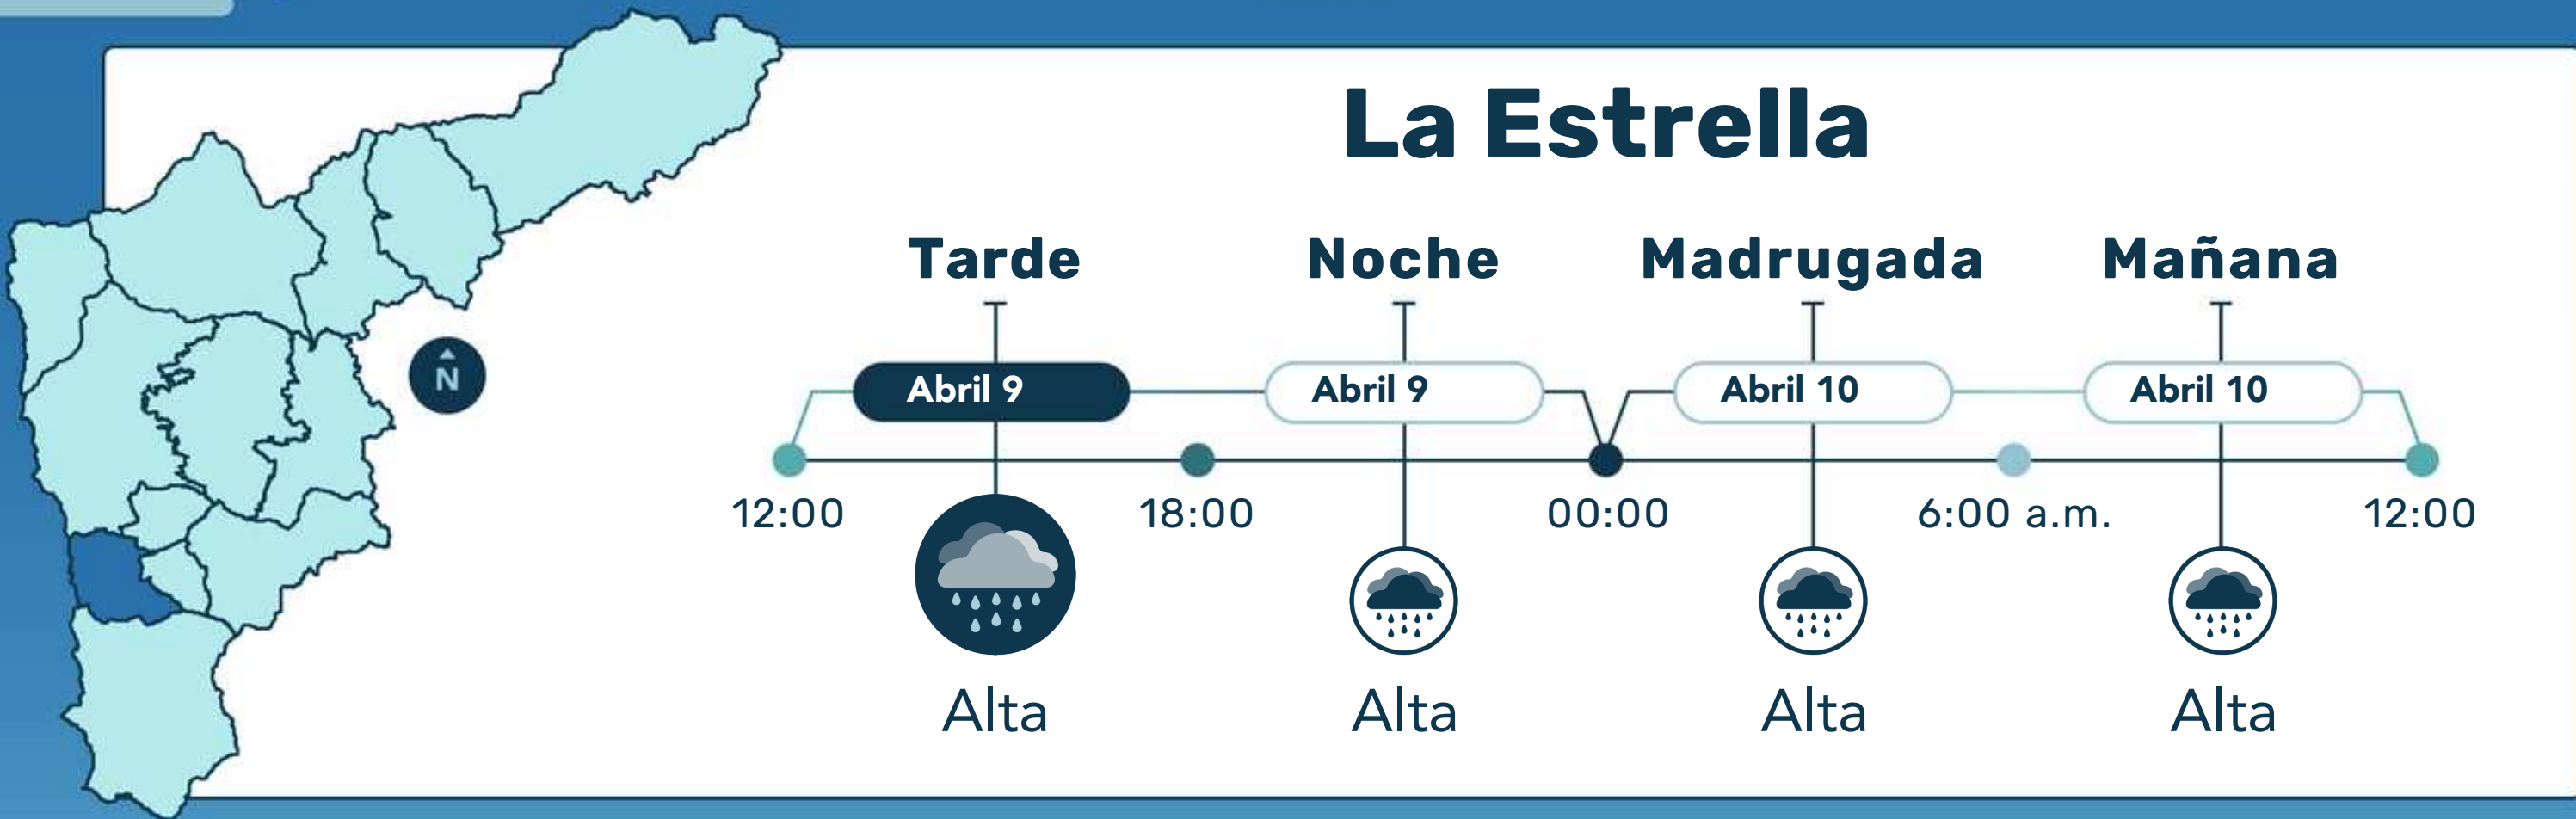 La Estrella
Tarde Noche Madrugada Mañana
N
Abril 9 Abril 9 Abril 10 Abril 10
12:00 18:00 00:00 6:00 a.m. 12:00
Alta Alta Alta Alta